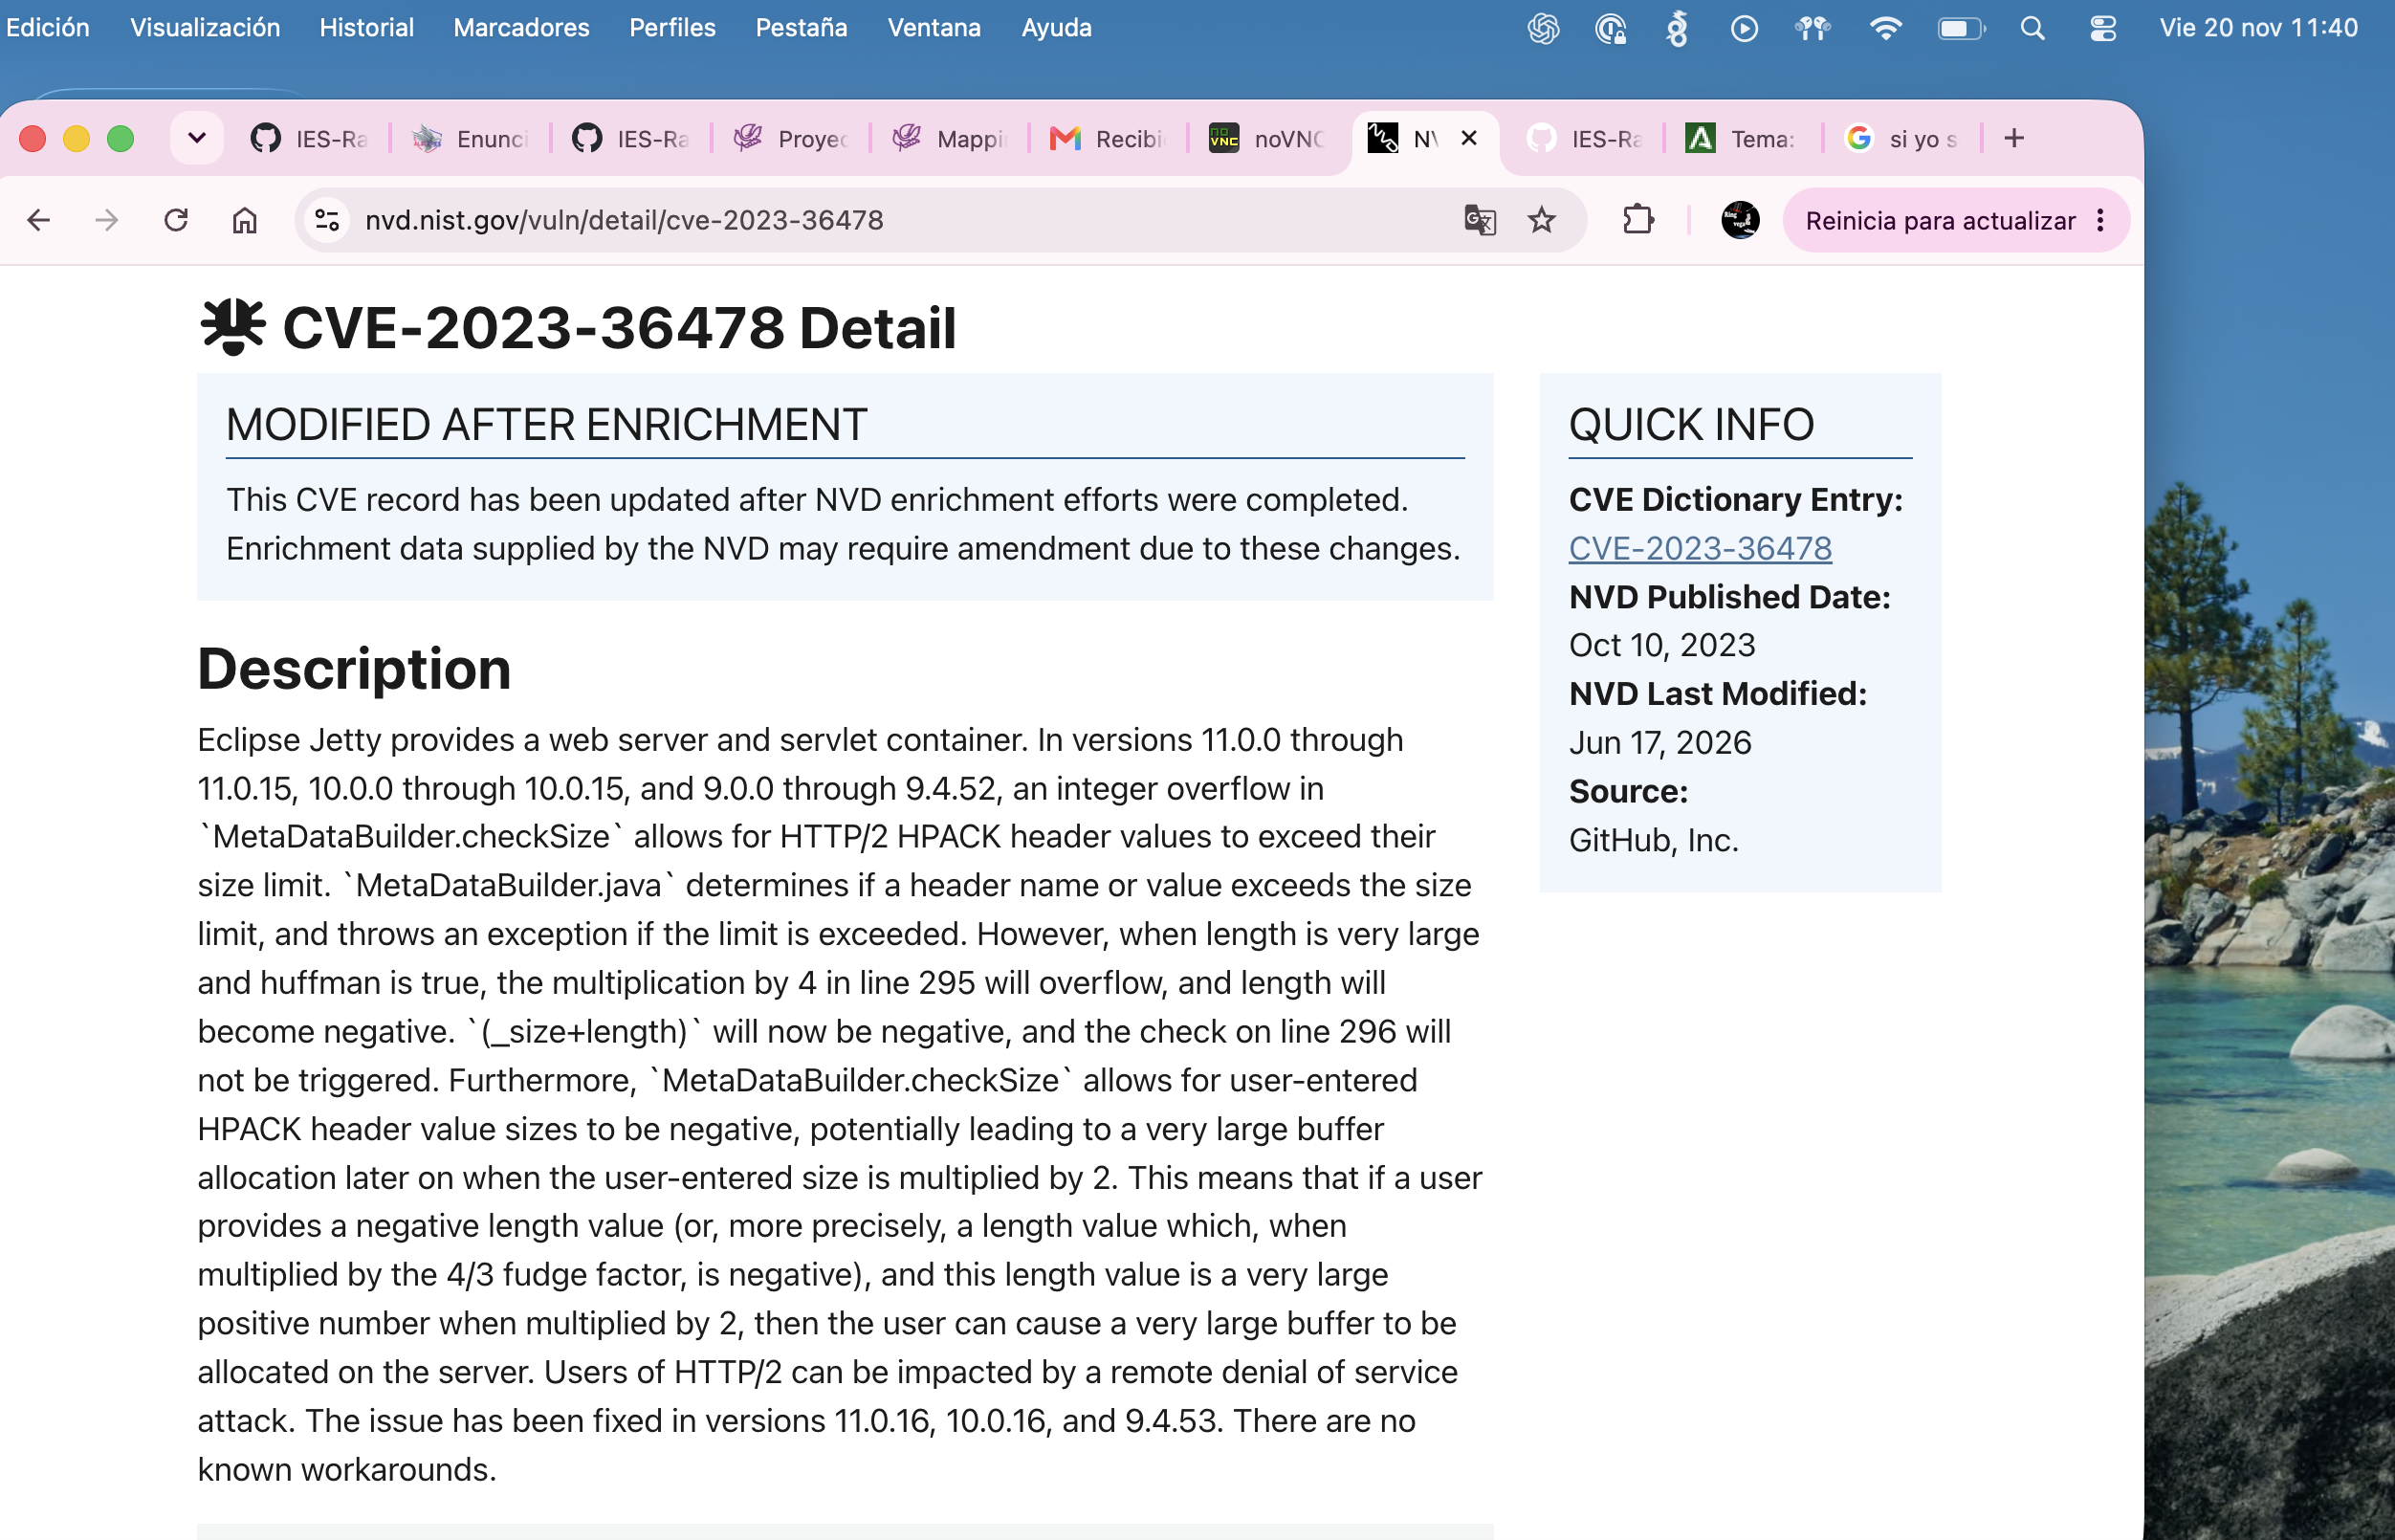 Edición Visualización Historial Marcadores Perfiles Pestaña Ventana Ayuda Vie 20 nov 11:40
IES-Ra Enunci IES-Ra Proyec Mappi Recibi noVNC NV IES-Ra Tema: si yo s
nvd.nist.gov/vuln/detail/cve-2023-36478 Reinicia para actualizar
CVE-2023-36478 Detail
MODIFIED AFTER ENRICHMENT
This CVE record has been updated after NVD enrichment efforts were completed.
Enrichment data supplied by the NVD may require amendment due to these changes.
QUICK INFO
CVE Dictionary Entry:
CVE-2023-36478
NVD Published Date:
Oct 10, 2023
NVD Last Modified:
Jun 17, 2026
Source:
GitHub, Inc.
Description
Eclipse Jetty provides a web server and servlet container. In versions 11.0.0 through
11.0.15, 10.0.0 through 10.0.15, and 9.0.0 through 9.4.52, an integer overflow in
`MetaDataBuilder.checkSize` allows for HTTP/2 HPACK header values to exceed their
size limit. `MetaDataBuilder.java` determines if a header name or value exceeds the size
limit, and throws an exception if the limit is exceeded. However, when length is very large
and huffman is true, the multiplication by 4 in line 295 will overflow, and length will
become negative. `(_size+length)` will now be negative, and the check on line 296 will
not be triggered. Furthermore, `MetaDataBuilder.checkSize` allows for user-entered
HPACK header value sizes to be negative, potentially leading to a very large buffer
allocation later on when the user-entered size is multiplied by 2. This means that if a user
provides a negative length value (or, more precisely, a length value which, when
multiplied by the 4/3 fudge factor, is negative), and this length value is a very large
positive number when multiplied by 2, then the user can cause a very large buffer to be
allocated on the server. Users of HTTP/2 can be impacted by a remote denial of service
attack. The issue has been fixed in versions 11.0.16, 10.0.16, and 9.4.53. There are no
known workarounds.